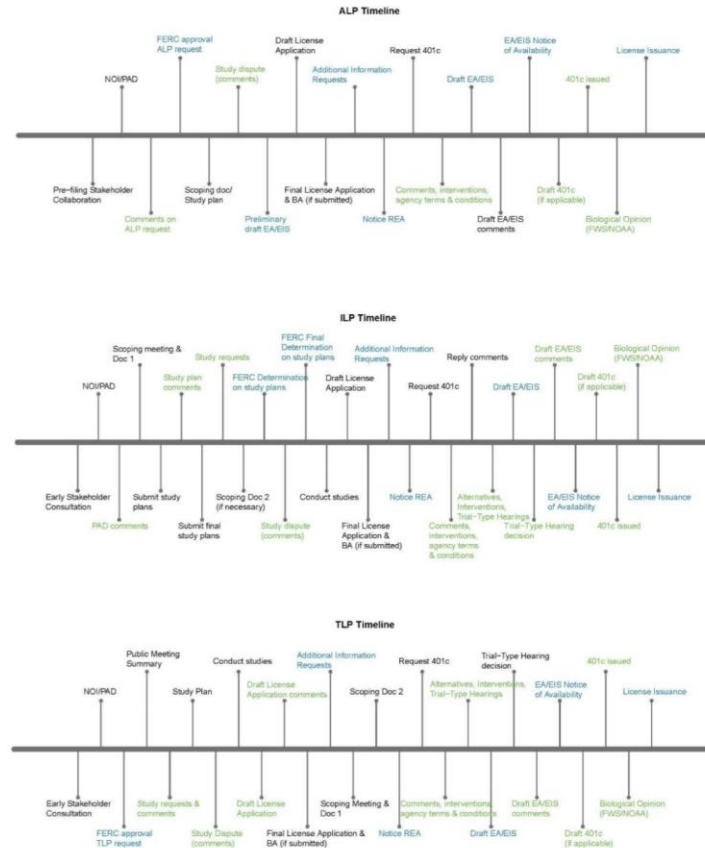 ALP Timeline
FERC approval
ALP request
Draft License
Application
EA/EIS Notice
of Availability
NOI/PAD
Study dispute
(comments)
Additional Information
Requests
Request 401c
Draft EA/EIS
401c issued
License Issuance
Pre-filing Stakeholder
Collaboration
Comments on
ALP request
Scoping doc/
Study plan
Preliminary
draft EA/EIS
Final License Application
& BA (if submitted)
Notice REA
Comments, interventions,
agency terms & conditions
Draft EA/EIS
comments
Draft 401c
(if applicable)
Biological Opinion
(FWS/NOAA)
ILP Timeline
NOI/PAD
Scoping meeting &
Doc 1
Study plan
comments
Study requests
FERC Determination
on study plans
FERC Final
Determination
on study plans
Draft License
Application
Additional Information
Requests
Request 401c
Reply comments
Draft EA/EIS
Draft EA/EIS
comments
Draft 401c
(if applicable)
Biological Opinion
(FWS/NOAA)
Early Stakeholder
Consultation
PAD comments
Submit study
plans
Submit final
study plans
Scoping Doc 2
(if necessary)
Study dispute
(comments)
Conduct studies
Final License
Application &
BA (if submitted)
Notice REA
Comments,
interventions,
agency terms
& conditions
Alternatives,
Interventions,
Trial-Type Hearings
Trial-Type Hearing
decision
EA/EIS Notice
of Availability
401c issued
License Issuance
TLP Timeline
NOI/PAD
Public Meeting
Summary
Study Plan
Conduct studies
Draft License
Application comments
Additional Information
Requests
Scoping Doc 2
Request 401c
Alternatives, Interventions,
Trial-Type Hearings
Trial-Type Hearing
decision
EA/EIS Notice
of Availability
401c issued
License Issuance
Early Stakeholder
Consultation
FERC approval
TLP request
Study requests &
comments
Study Dispute
(comments)
Draft License
Application
Final License Application &
BA (if submitted)
Scoping Meeting &
Doc 1
Notice REA
Comments, interventions,
agency terms & conditions
Draft EA/EIS
Draft EA/EIS
comments
Draft 401c
(if applicable)
Biological Opinion
(FWS/NOAA)